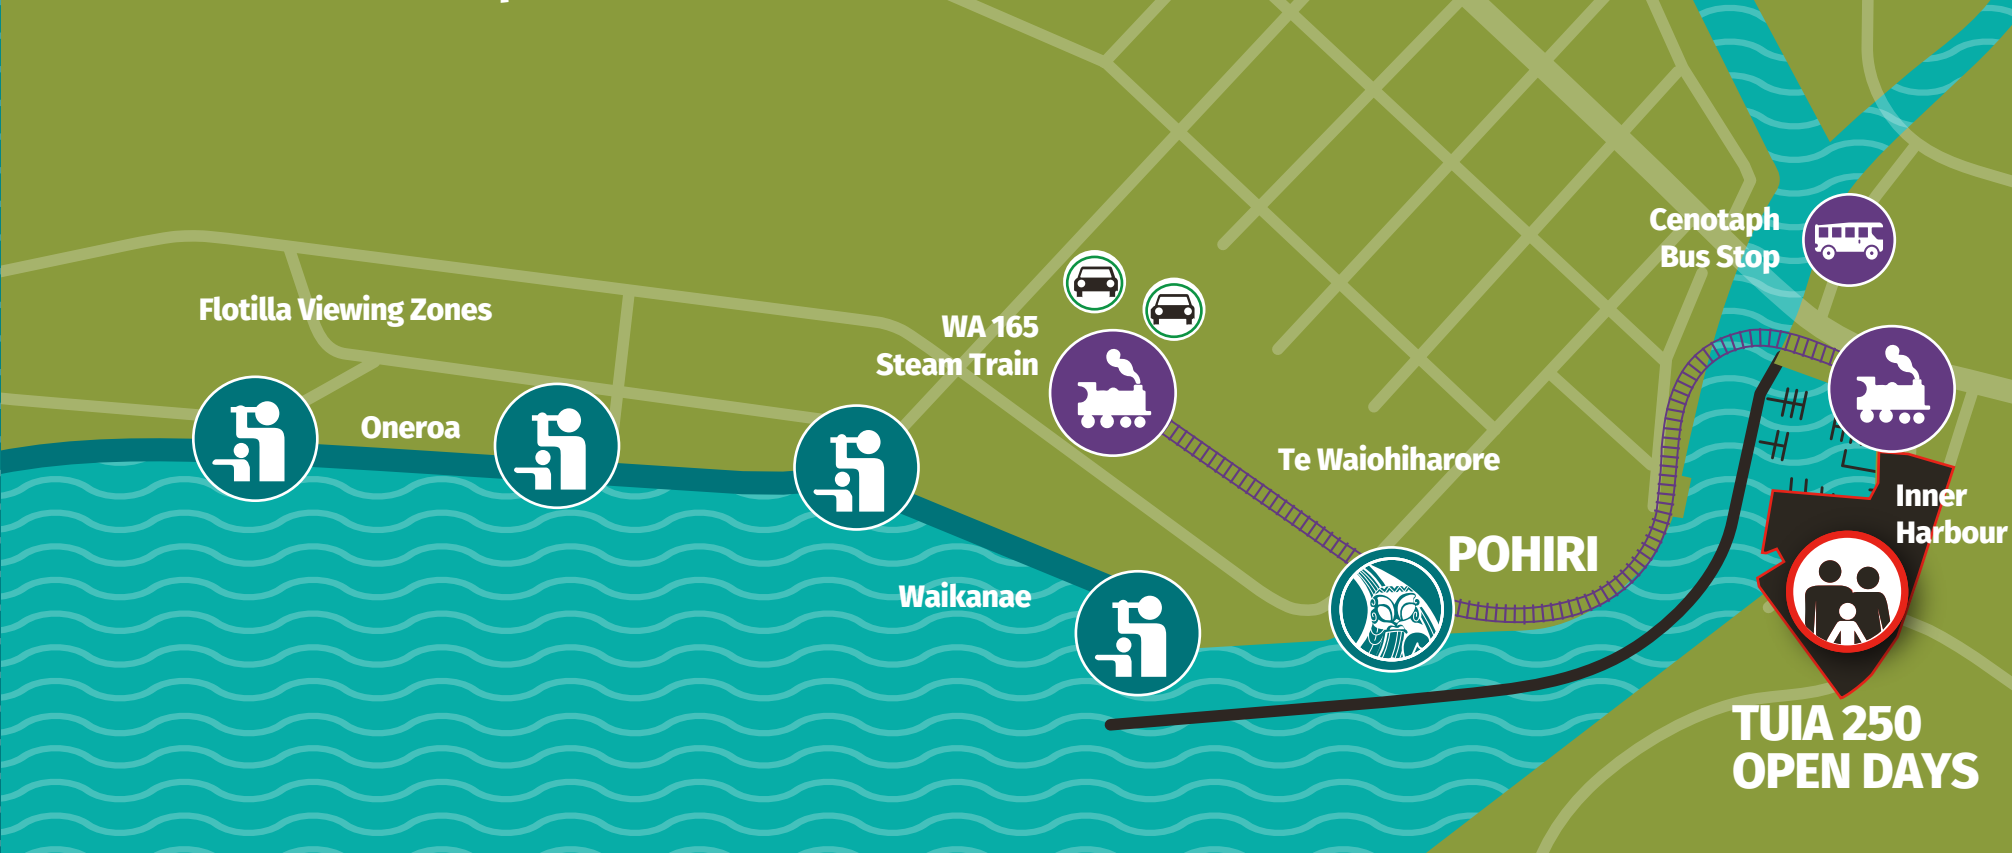 Cenotaph
Bus Stop
Flotilla Viewing Zones
WA 165
Steam Train
Oneroa
Te Waiohiharore
Inner
Harbour
POHIRI
Waikanae
TUIA 250
OPEN DAYS